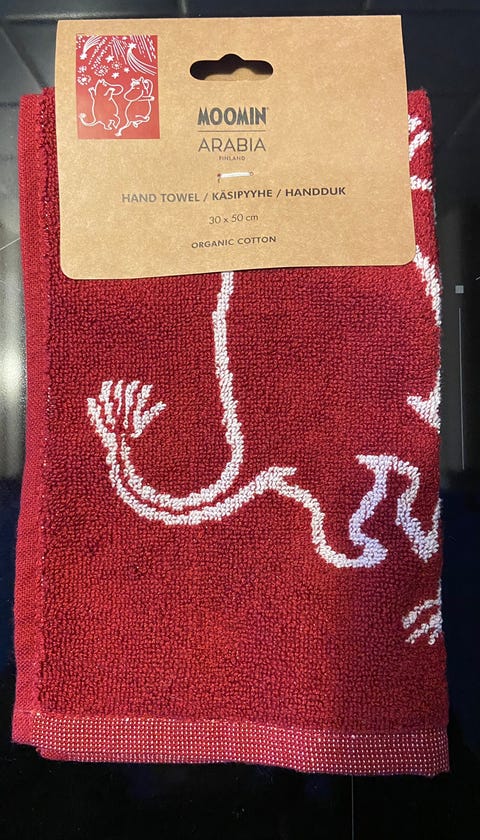 MOOMIN
ARABIA
FINLAND
HAND TOWEL / KÄSIPYYHE / HANDDUK
30 x 50 cm
ORGANIC COTTON